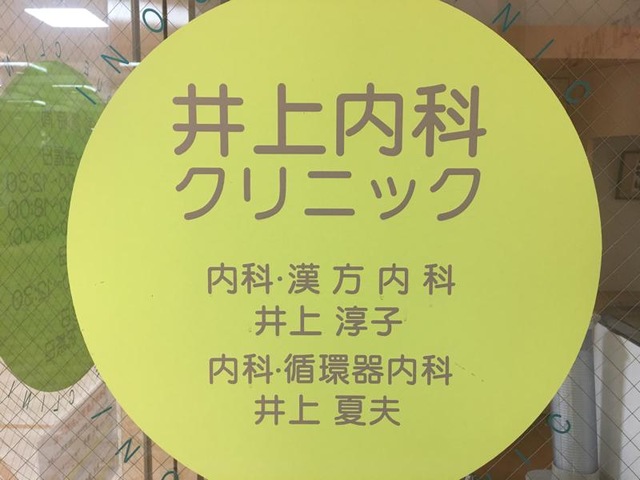 井上内科
クリニック
内科·漢方内科
井上 淳子
内科·循環器内科
井上 夏夫